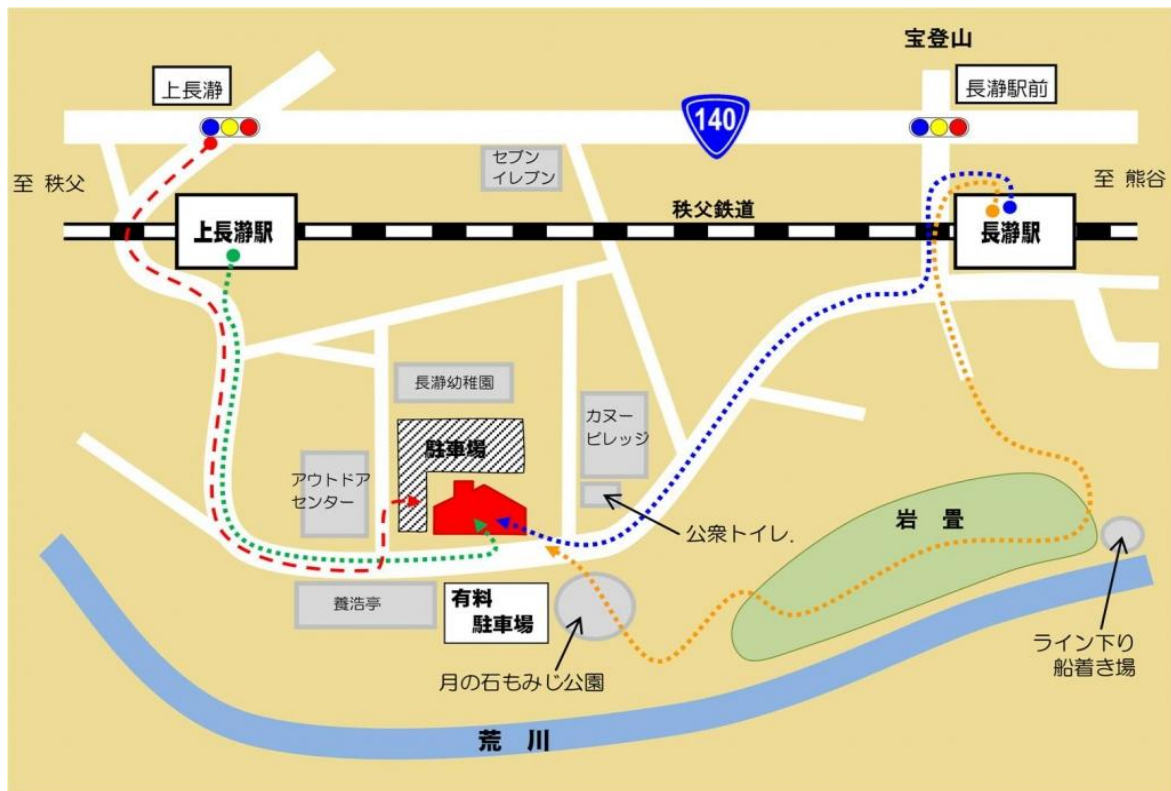 宝登山
上長瀞
長瀞駅前
140
セブン
イレブン
至 秩父
至 熊谷
秩父鉄道
上長瀞駅
長瀞駅
長瀞幼稚園
カヌー
ビレッジ
駐車場
アウトドア
センター
岩 畳
公衆トイレ.
養浩亭
有料
駐車場
ライン下り
船着き場
月の石もみじ公園
荒 川